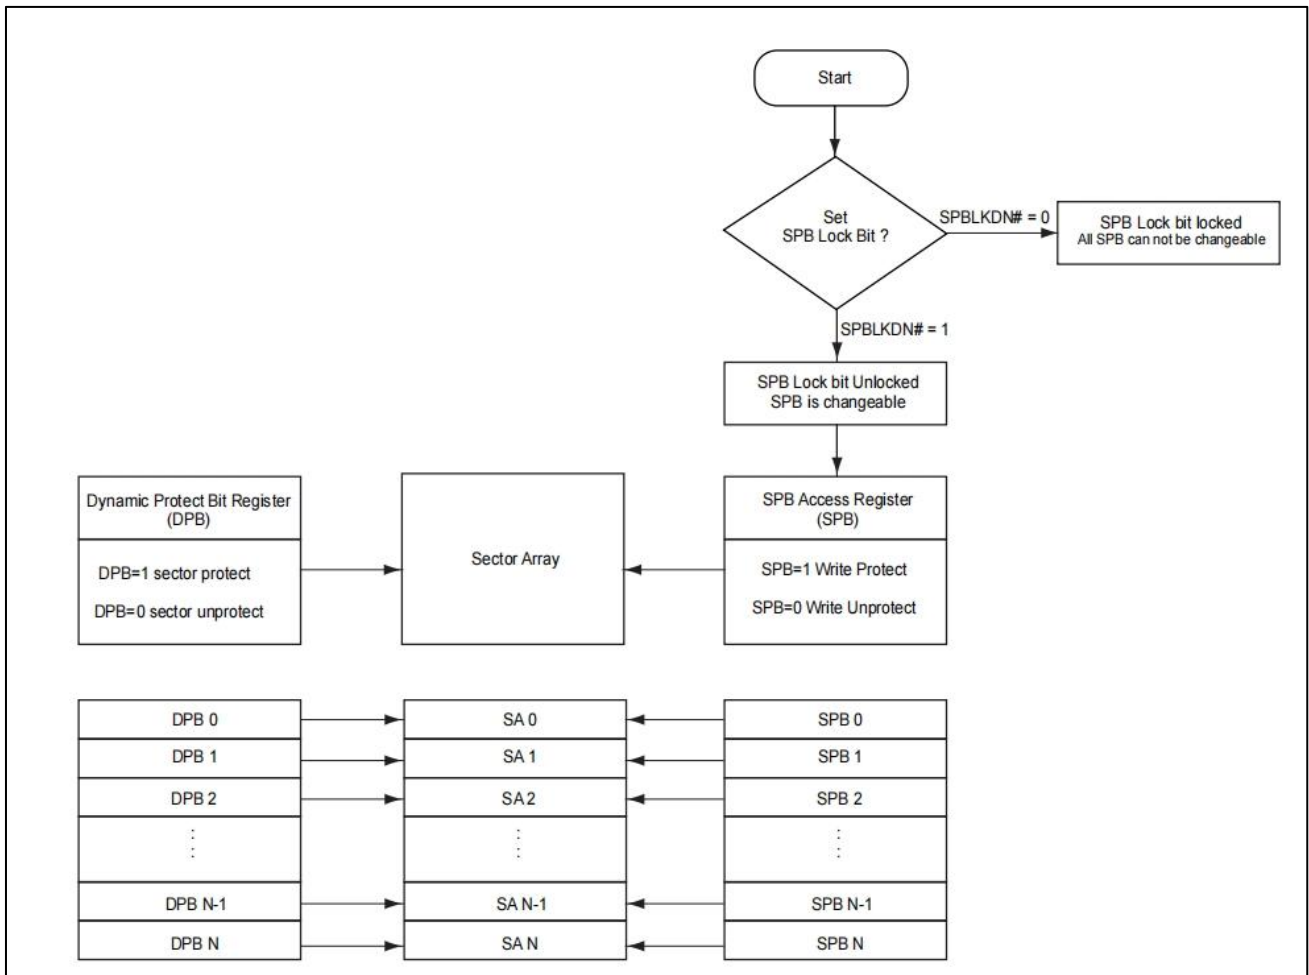 Start
Set
SPB Lock Bit ?
SPBLKDN# = 0
SPB Lock bit locked
All SPB can not be changeable
SPBLKDN# = 1
SPB Lock bit Unlocked
SPB is changeable
Dynamic Protect Bit Register
(DPB)
DPB=1 sector protect
DPB=0 sector unprotect
Sector Array
SPB Access Register
(SPB)
SPB=1 Write Protect
SPB=0 Write Unprotect
DPB 0
SA 0
SPB 0
DPB 1
SA 1
SPB 1
DPB 2
SA 2
SPB 2
DPB N-1
SA N-1
SPB N-1
DPB N
SA N
SPB N